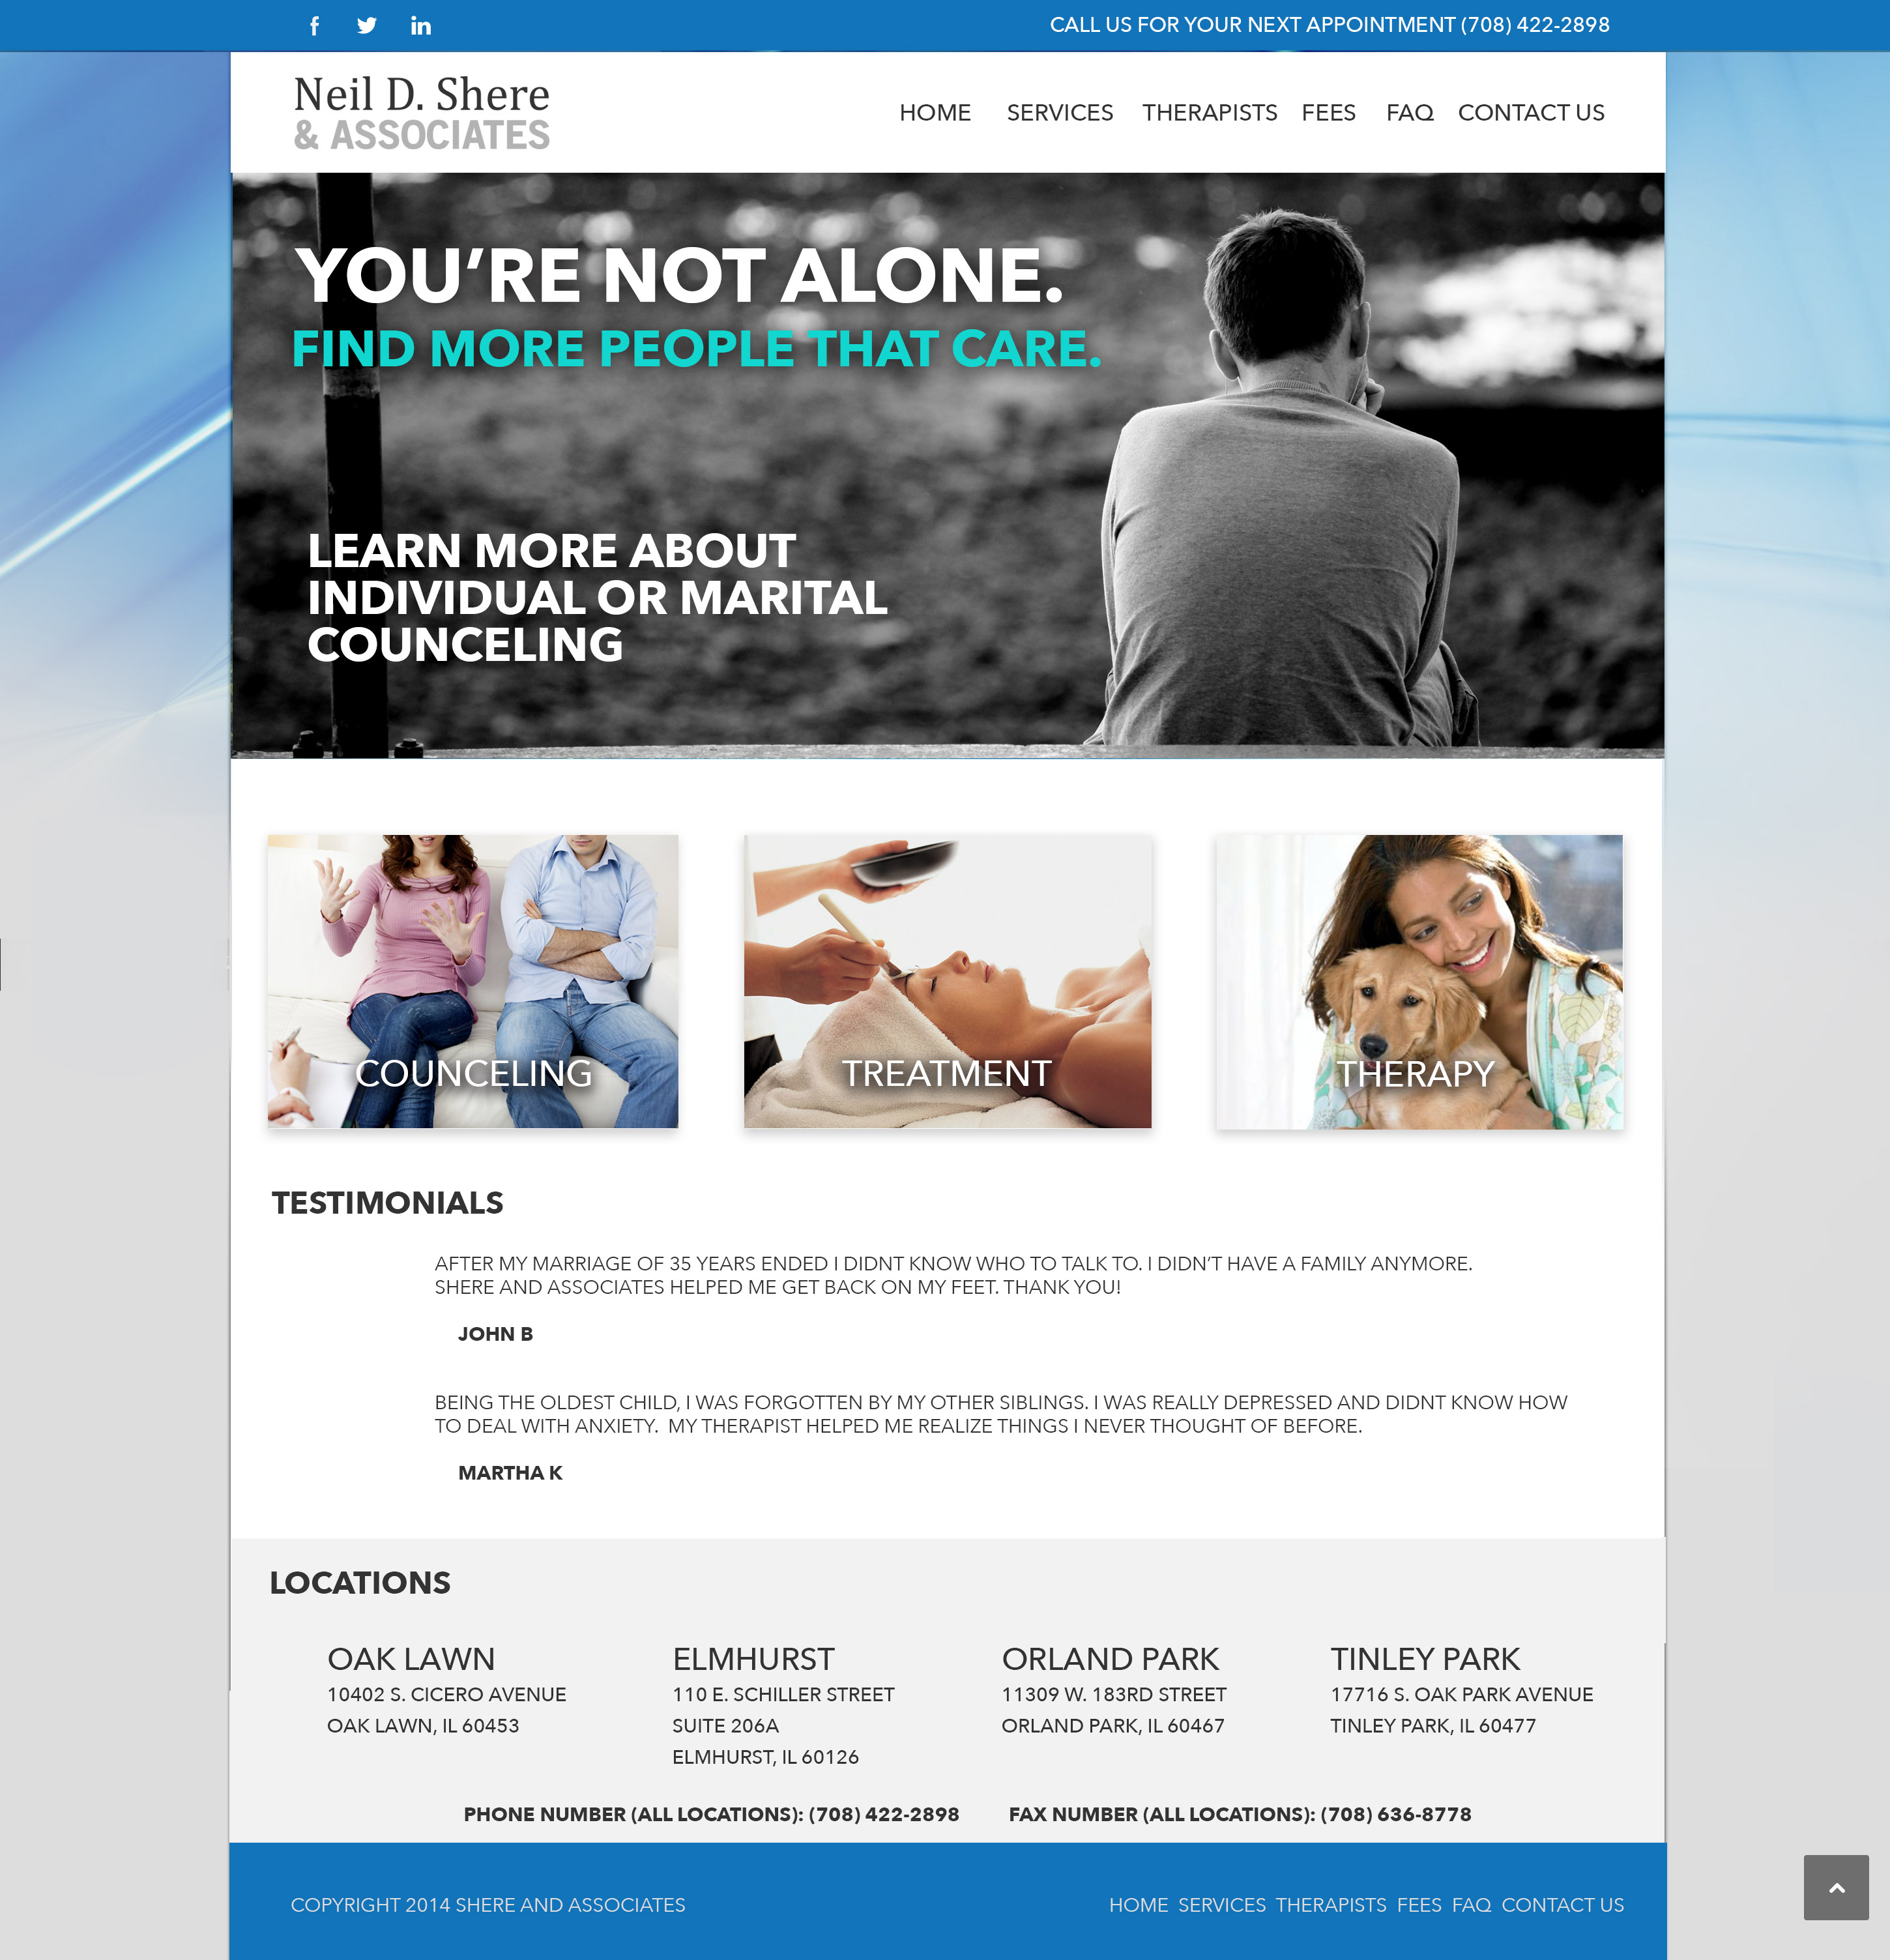 CALL US FOR YOUR NEXT APPOINTMENT (708) 422-2898
Neil D. Shere
& ASSOCIATES
HOME SERVICES THERAPISTS FEES FAQ CONTACT US
YOU’RE NOT ALONE.
FIND MORE PEOPLE THAT CARE.
LEARN MORE ABOUT
INDIVIDUAL OR MARITAL
COUNCELING
COUNCELING
TREATMENT
THERAPY
TESTIMONIALS
AFTER MY MARRIAGE OF 35 YEARS ENDED I DIDNT KNOW WHO TO TALK TO. I DIDN’T HAVE A FAMILY ANYMORE.
SHERE AND ASSOCIATES HELPED ME GET BACK ON MY FEET. THANK YOU!
JOHN B
BEING THE OLDEST CHILD, I WAS FORGOTTEN BY MY OTHER SIBLINGS. I WAS REALLY DEPRESSED AND DIDNT KNOW HOW
TO DEAL WITH ANXIETY.  MY THERAPIST HELPED ME REALIZE THINGS I NEVER THOUGHT OF BEFORE.
MARTHA K
LOCATIONS
OAK LAWN
10402 S. CICERO AVENUE
OAK LAWN, IL 60453
ELMHURST
110 E. SCHILLER STREET
SUITE 206A
ELMHURST, IL 60126
ORLAND PARK
11309 W. 183RD STREET
ORLAND PARK, IL 60467
TINLEY PARK
17716 S. OAK PARK AVENUE
TINLEY PARK, IL 60477
PHONE NUMBER (ALL LOCATIONS): (708) 422-2898
FAX NUMBER (ALL LOCATIONS): (708) 636-8778
COPYRIGHT 2014 SHERE AND ASSOCIATES
HOME SERVICES THERAPISTS FEES FAQ CONTACT US